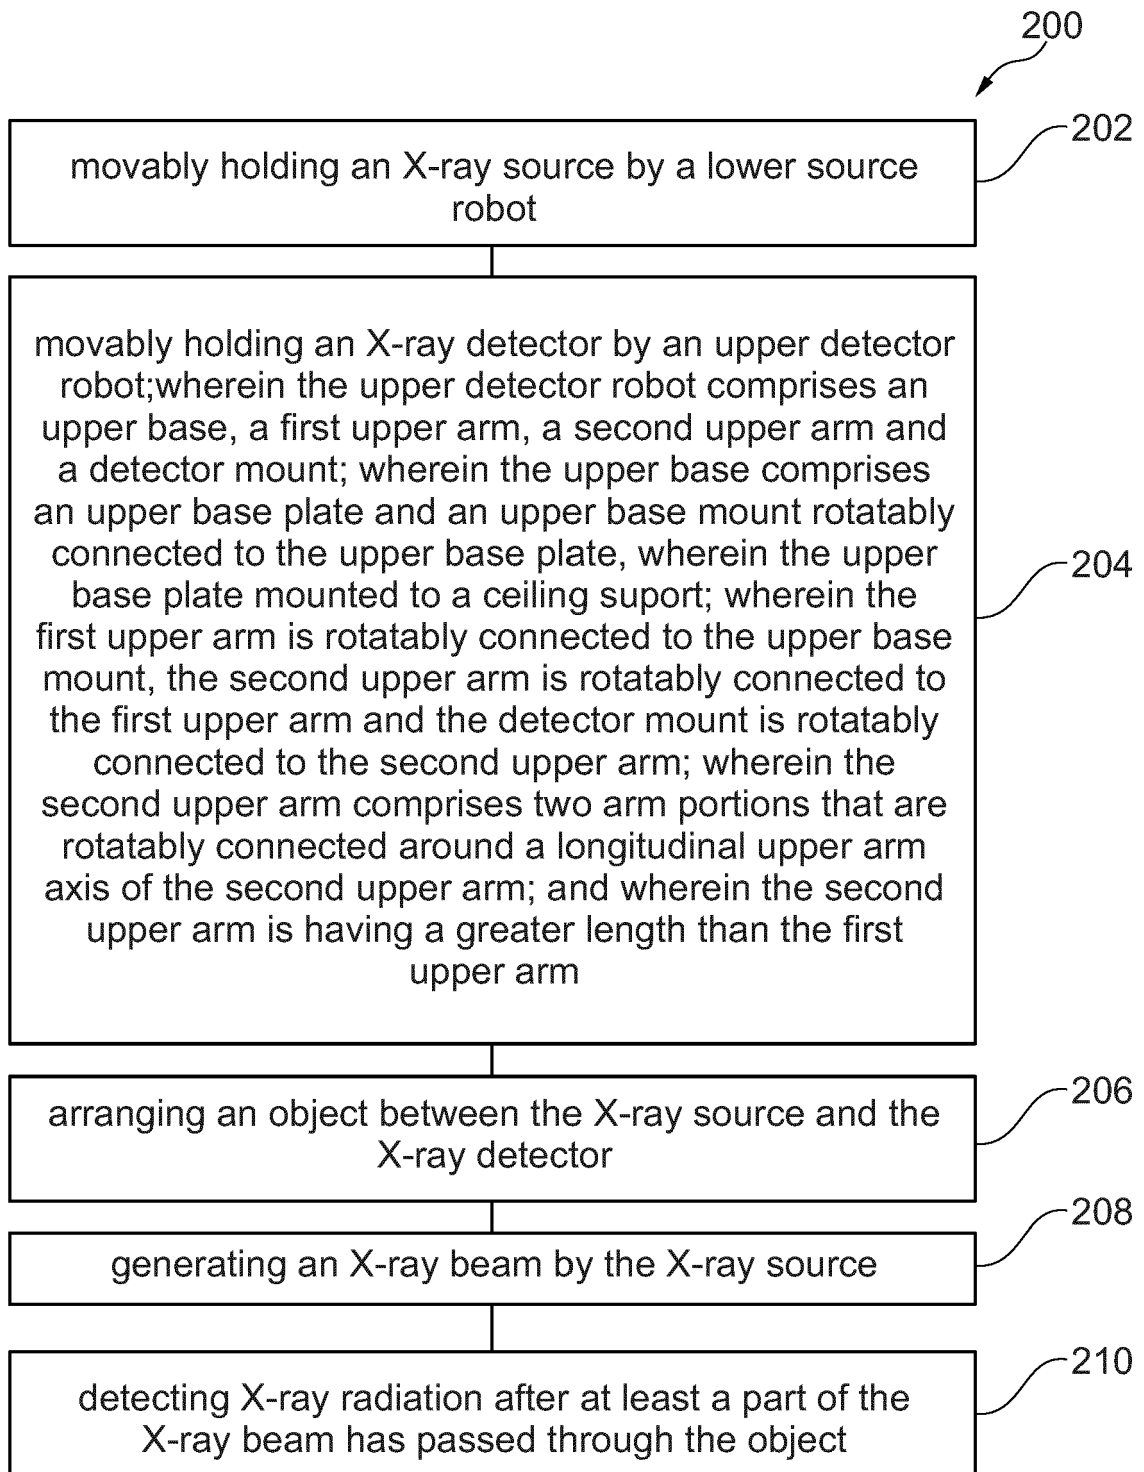 200
202
movably holding an X-ray source by a lower source
robot
movably holding an X-ray detector by an upper detector
robot;wherein the upper detector robot comprises an
upper base, a first upper arm, a second upper arm and
a detector mount; wherein the upper base comprises
an upper base plate and an upper base mount rotatably
connected to the upper base plate, wherein the upper
base plate mounted to a ceiling suport; wherein the
first upper arm is rotatably connected to the upper base
mount, the second upper arm is rotatably connected to
the first upper arm and the detector mount is rotatably
connected to the second upper arm; wherein the
second upper arm comprises two arm portions that are
rotatably connected around a longitudinal upper arm
axis of the second upper arm; and wherein the second
upper arm is having a greater length than the first
upper arm
204
arranging an object between the X-ray source and the
X-ray detector
206
generating an X-ray beam by the X-ray source
208
detecting X-ray radiation after at least a part of the
X-ray beam has passed through the object
210